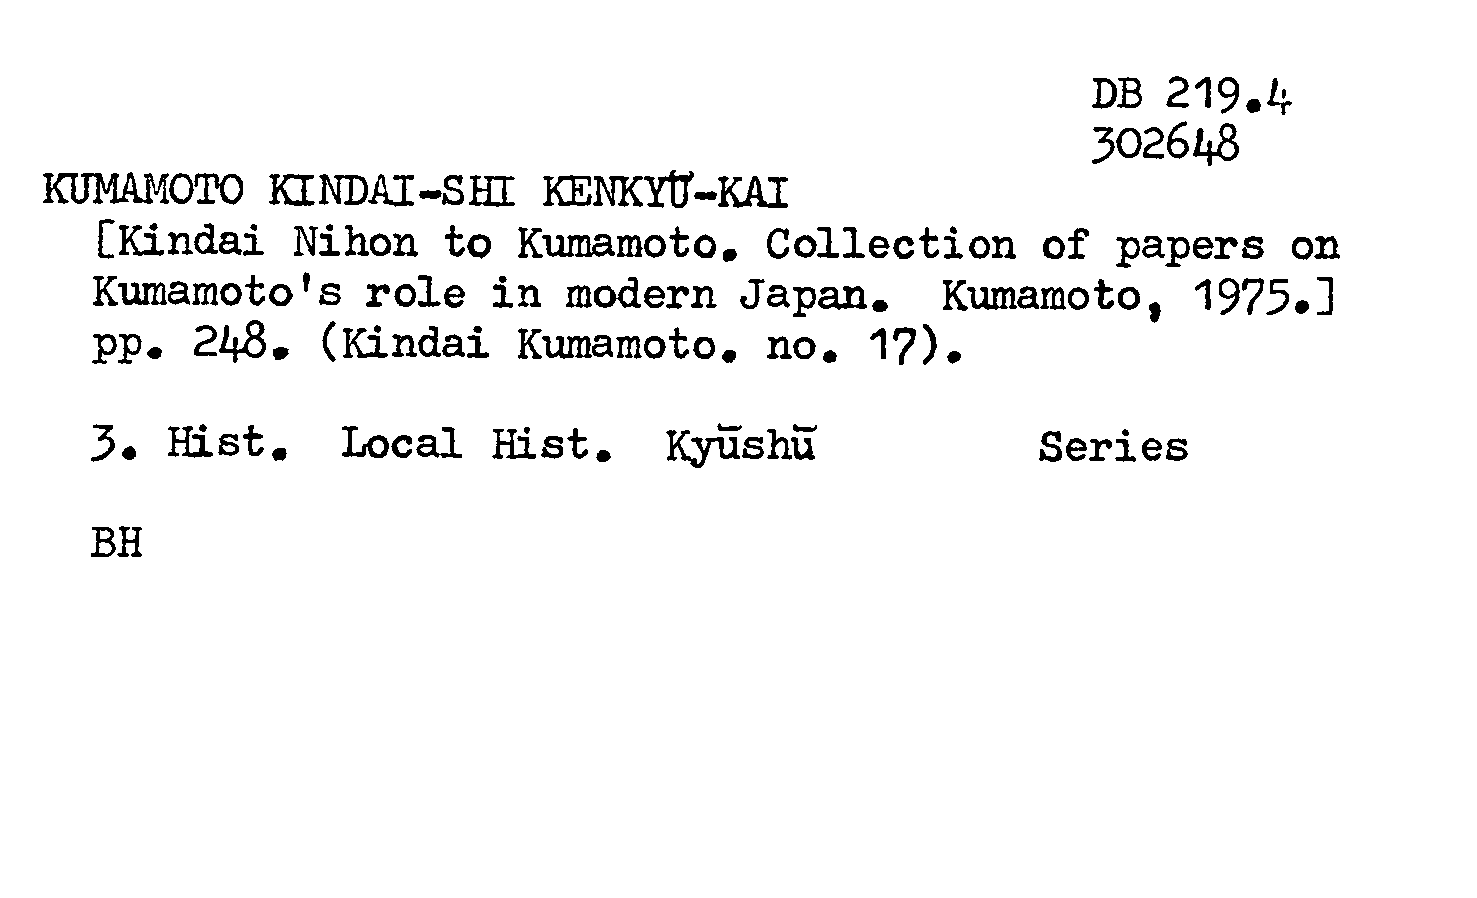 DB 219.4
302648
KUMAMOTO KINDAI-SHI KENKYŪ-KAI
[Kindai Nihon to Kumamoto. Collection of papers on
Kumamoto's role in modern Japan. Kumamoto, 1975.]
pp. 248. (Kindai Kumamoto. no. 17).
3. Hist. Local Hist. Kyūshū Series
BH